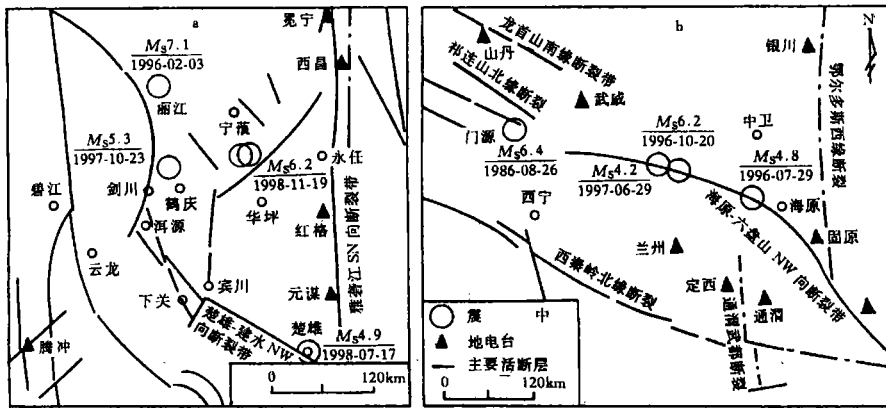 a
冕宁
西昌
Ms7.1
1996-02-03
丽江
宁蒗
Ms5.3
1997-10-23
Ms6.2
1998-11-19
永仁
碧江
剑川
鹤庆
华坪
红格
洱源
云龙
宾川
元谋
下关
楚雄
楚雄-建水NW
向断裂带
雅砻江SN向断裂带
Ms4.9
1998-07-17
腾冲
0 120km
b
N
龙首山南缘断裂带
山丹
祁连山北缘断裂
武威
银川
鄂尔多斯西缘断裂
中卫
门源
Ms6.4
1986-08-26
Ms6.2
1996-10-20
Ms4.2
1997-06-29
Ms4.8
1996-07-29
海原
西宁
海原-六盘山NW向断裂带
固原
兰州
西秦岭北缘断裂
定西
通渭
通渭武都断裂
震 中
地电台
主要活断层
0 120km